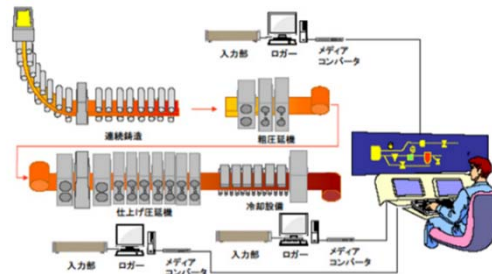 入力部
ロガー
メディア
コンバータ
連続鋳造
粗圧延機
仕上げ圧延機
冷却設備
入力部
ロガー
メディア
コンバータ
入力部
ロガー
メディア
コンバータ